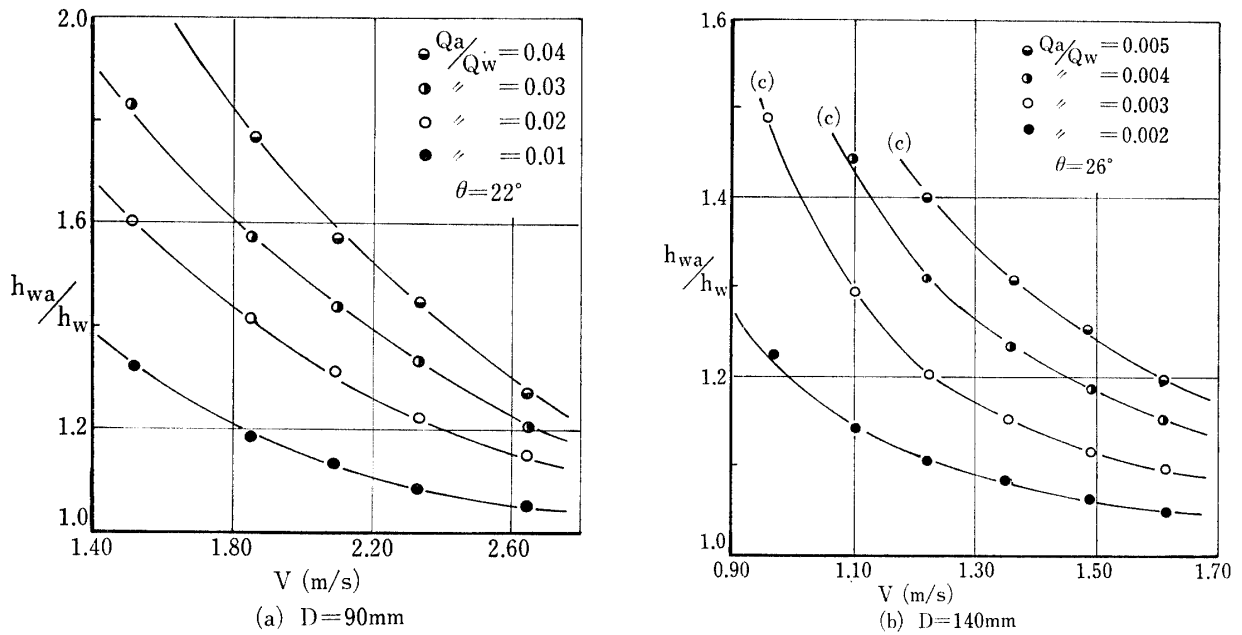 2.0
1.6
1.2
1.0
hwa/hw
Qa/Qw=0.04
〃 =0.03
〃 =0.02
〃 =0.01
θ=22°
1.40 1.80 2.20 2.60
V (m/s)
(a) D=90mm
1.6
1.4
1.2
1.0
hwa/hw
Qa/Qw=0.005
〃 =0.004
〃 =0.003
〃 =0.002
θ=26°
(c)
(c)
(c)
0.90 1.10 1.30 1.50 1.70
V (m/s)
(b) D=140mm